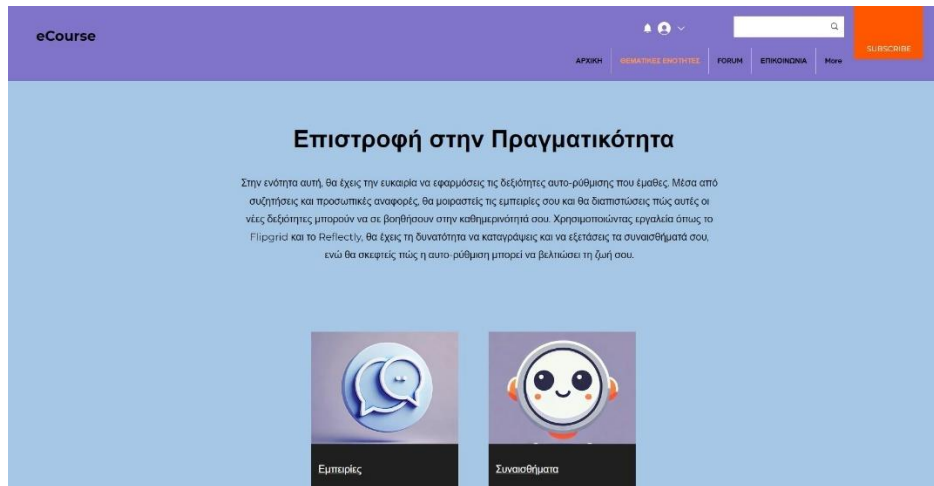 eCourse
SUBSCRIBE
ΑΡΧΙΚΗ ΘΕΜΑΤΙΚΕΣ ΕΝΟΤΗΤΕΣ FORUM ΕΠΙΚΟΙΝΩΝΙΑ More
Επιστροφή στην Πραγματικότητα
Στην ενότητα αυτή, θα έχεις την ευκαιρία να εφαρμόσεις τις δεξιότητες αυτο-ρύθμισης που έμαθες. Μέσα από
συζητήσεις και προσωπικές αναφορές, θα μοιραστείς τις εμπειρίες σου και θα διαπιστώσεις πώς αυτές οι
νέες δεξιότητες μπορούν να σε βοηθήσουν στην καθημερινότητά σου. Χρησιμοποιώντας εργαλεία όπως το
Flipgrid και το Reflectly, θα έχεις τη δυνατότητα να καταγράψεις και να εξετάσεις τα συναισθήματά σου,
ενώ θα σκεφτείς πώς η αυτο-ρύθμιση μπορεί να βελτιώσει τη ζωή σου.
Εμπειρίες
Συναισθήματα